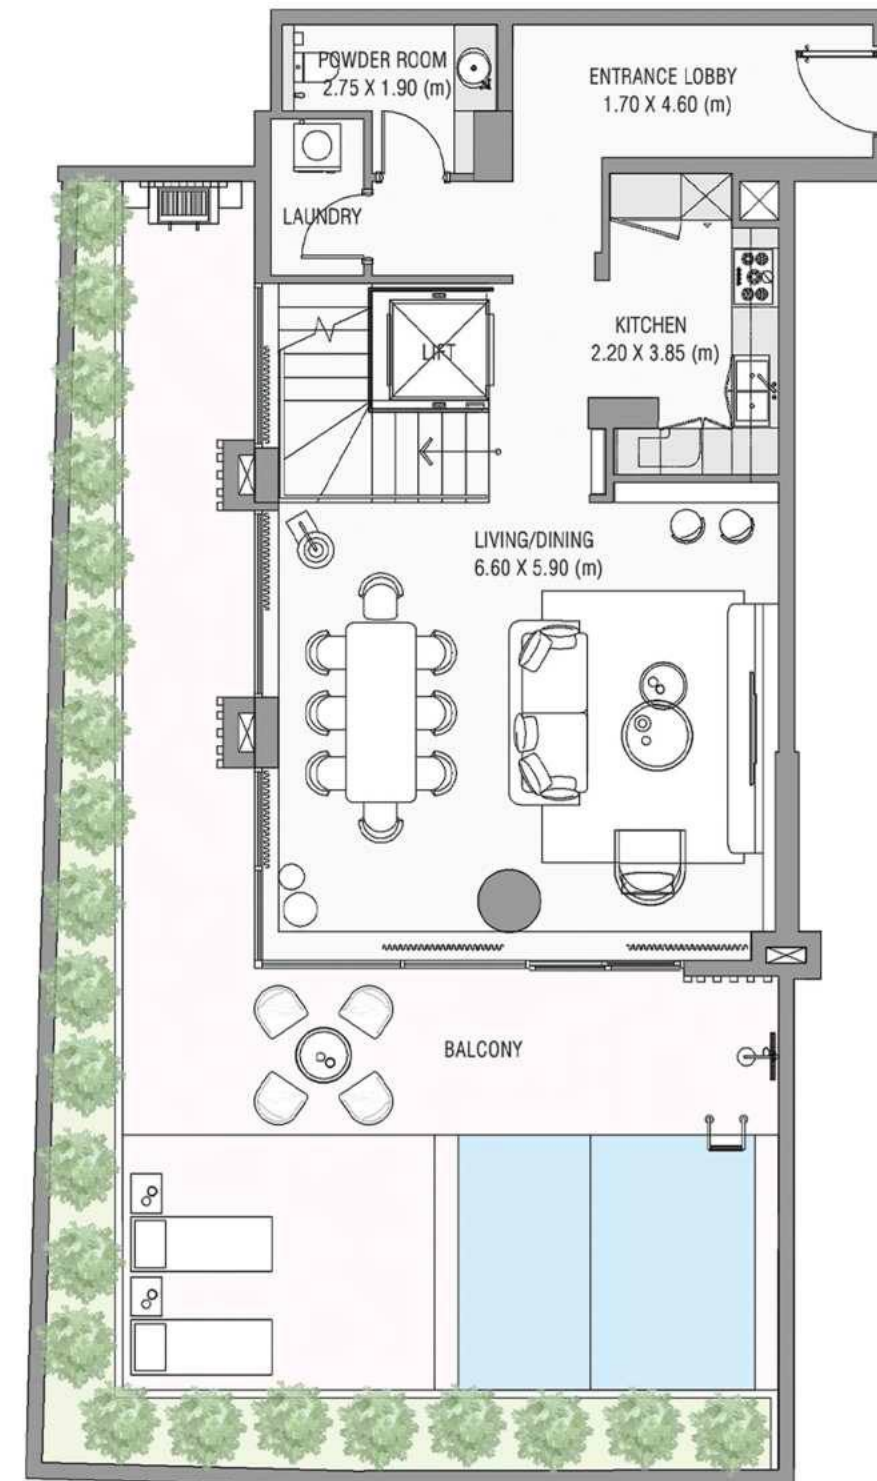 POWDER ROOM
2.75 X 1.90 (m)
ENTRANCE LOBBY
1.70 X 4.60 (m)
LAUNDRY
LIFT
KITCHEN
2.20 X 3.85 (m)
LIVING/DINING
6.60 X 5.90 (m)
BALCONY